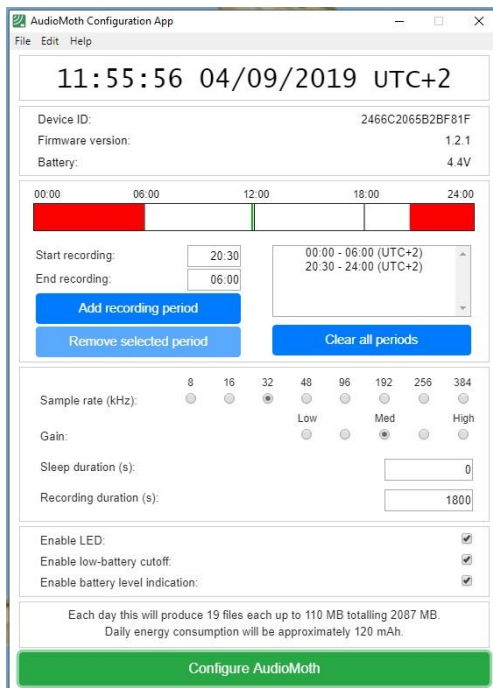 AudioMoth Configuration App
File Edit Help
11:55:56 04/09/2019 UTC+2
Device ID: 2466C2065B2BF81F
Firmware version: 1.2.1
Battery: 4.4V
00:00 06:00 12:00 18:00 24:00
Start recording: 20:30
End recording: 06:00
00:00 - 06:00 (UTC+2)
20:30 - 24:00 (UTC+2)
Add recording period
Remove selected period
Clear all periods
8 16 32 48 96 192 256 384
Sample rate (kHz):
Low Med High
Gain:
Sleep duration (s): 0
Recording duration (s): 1800
Enable LED:
Enable low-battery cutoff:
Enable battery level indication:
Each day this will produce 19 files each up to 110 MB totalling 2087 MB.
Daily energy consumption will be approximately 120 mAh.
Configure AudioMoth